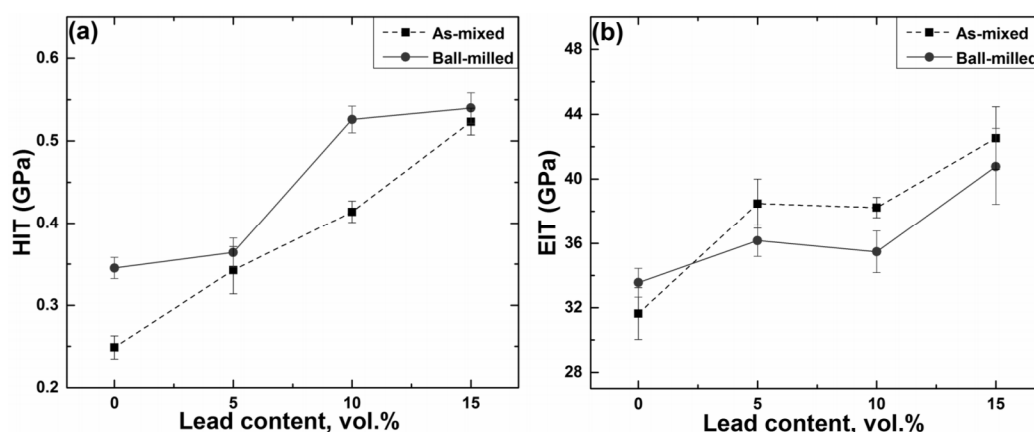 (a)
As-mixed
Ball-milled
0.6
0.5
0.4
0.3
0.2
HIT (GPa)
0 5 10 15
Lead content, vol.%
(b)
As-mixed
Ball-milled
48
44
40
36
32
28
EIT (GPa)
0 5 10 15
Lead content, vol.%